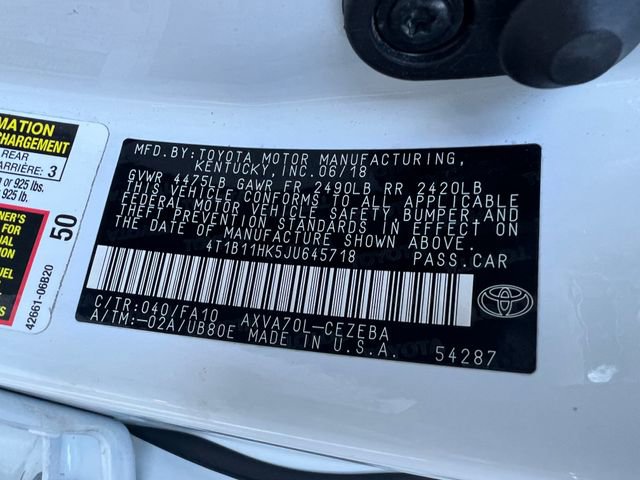 MATION
CHARGEMENT
REAR
ARRIÈRE: 3
or 925 lbs.
925 lb.
NER'S
FOR
50
42661-06B20
MFD.BY:TOYOTA MOTOR MANUFACTURING,
KENTUCKY,INC.06/18
GVWR 4475LB GAWR FR 2490LB RR 2420LB
THIS VEHICLE CONFORMS TO ALL APPLICABLE
FEDERAL MOTOR VEHICLE SAFETY,BUMPER,AND
THEFT PREVENTION STANDARDS IN EFFECT ON
THE DATE OF MANUFACTURE SHOWN ABOVE.
4T1B11HK5JU645718 PASS.CAR
C/TR:040/FA10 AXVA70L-CEZEBA
A/TM:-02A/UB80E MADE IN U.S.A.
54287